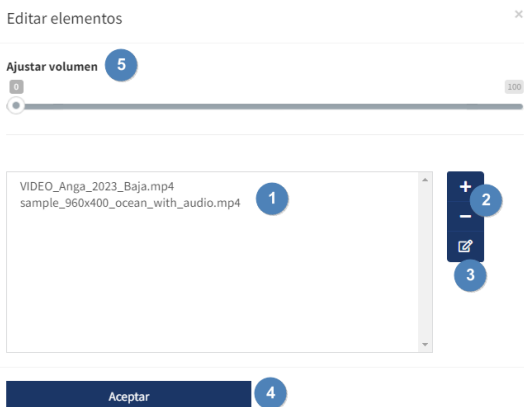 Editar elementos ×
Ajustar volumen 5
0 100
VIDEO_Anga_2023_Baja.mp4
sample_960x400_ocean_with_audio.mp4 1
+
2
−
3
Aceptar 4